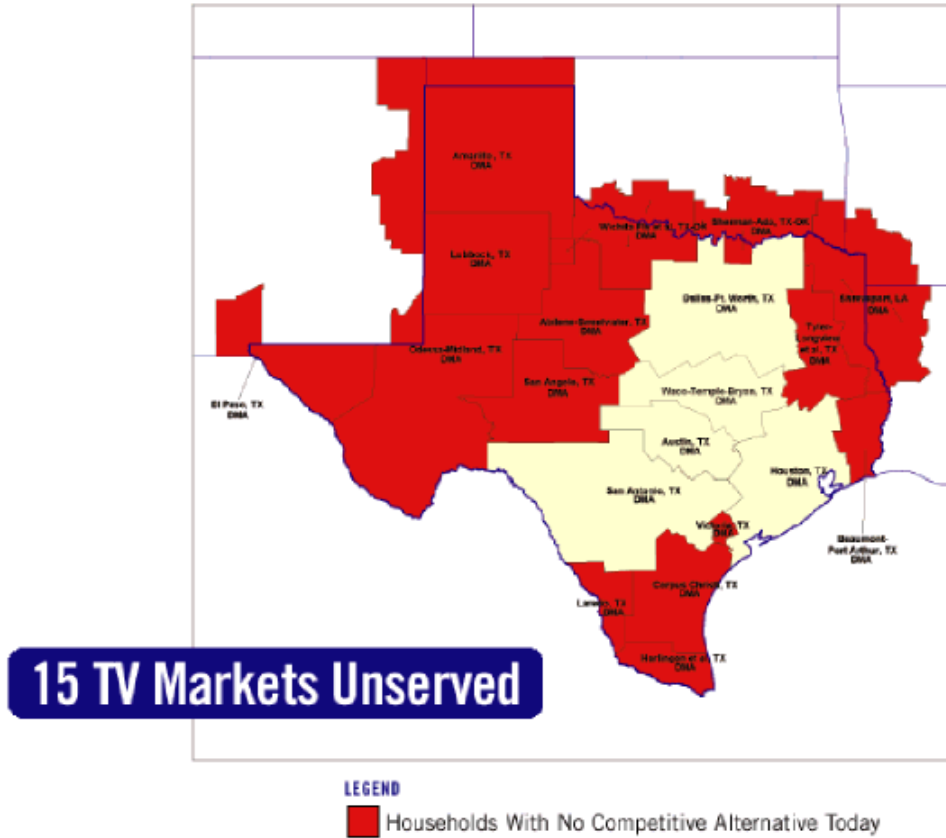 Amarillo, TX
DMA
Lubbock, TX
DMA
Wichita
TX-OK
DMA
Sherman-Ada, TX-OK
DMA
Dallas-Ft. Worth, TX
DMA
Shreveport, LA
DMA
Tyler-
Longview
et al, TX
DMA
Abilene-Sweetwater, TX
DMA
Odessa-Midland, TX
DMA
San Angelo, TX
DMA
Waco-Temple-Bryan, TX
DMA
El Paso, TX
DMA
Austin, TX
DMA
Houston, TX
DMA
San Antonio, TX
DMA
Victoria, TX
DMA
Beaumont-
Port Arthur, TX
DMA
Corpus Christi, TX
DMA
Laredo, TX
DMA
Harlingen et al, TX
DMA
15 TV Markets Unserved
LEGEND
Households With No Competitive Alternative Today